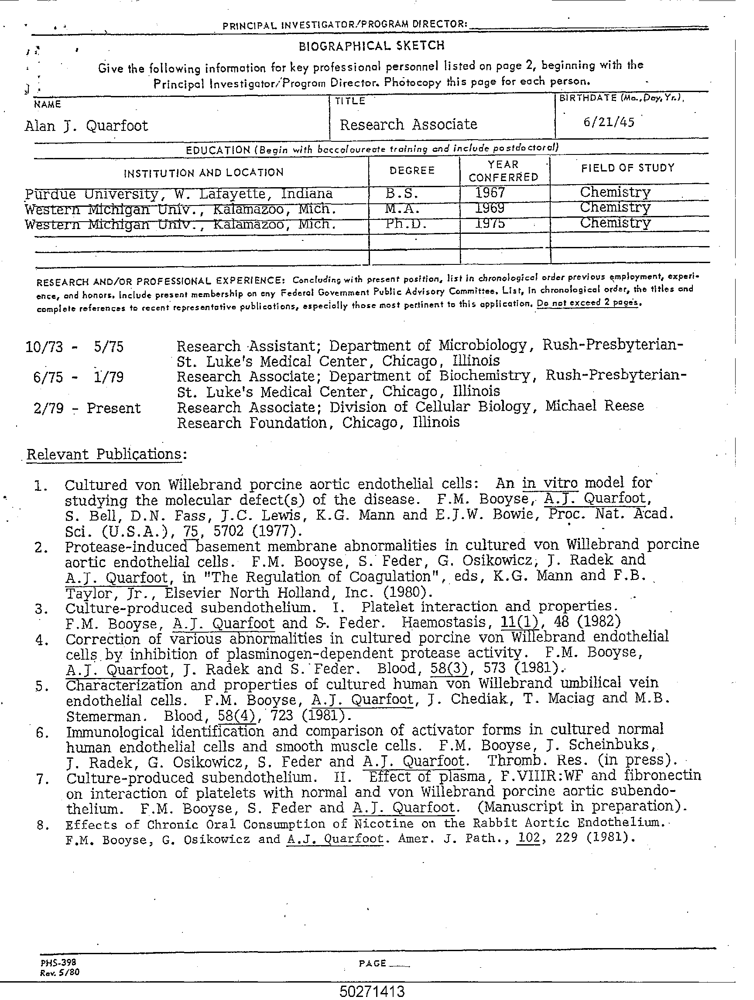 PRINCIPAL INVESTIGATOR/PROGRAM DIRECTOR:
BIOGRAPHICAL SKETCH
Give the following information for key professional personnel listed on page 2, beginning with the
Principal Investigator/Program Director. Photocopy this page for each person.
NAME TITLE BIRTHDATE (Mo., Day, Yr.)
Alan J. Quarfoot Research Associate 6/21/45
EDUCATION (Begin with baccalaureate training and include postdoctoral)
INSTITUTION AND LOCATION DEGREE YEAR CONFERRED FIELD OF STUDY
Purdue University, W. Lafayette, Indiana B.S. 1967 Chemistry
Western Michigan Univ., Kalamazoo, Mich. M.A. 1969 Chemistry
Western Michigan Univ., Kalamazoo, Mich. Ph.D. 1975 Chemistry
RESEARCH AND/OR PROFESSIONAL EXPERIENCE: Concluding with present position, list in chronological order previous employment, experi-
ence, and honors. Include present membership on any Federal Government Public Advisory Committee. List, in chronological order, the titles and
complete references to recent representative publications, especially those most pertinent to this application. Do not exceed 2 pages.
10/73 - 5/75 Research Assistant; Department of Microbiology, Rush-Presbyterian-
St. Luke's Medical Center, Chicago, Illinois
6/75 - 1/79 Research Associate; Department of Biochemistry, Rush-Presbyterian-
St. Luke's Medical Center, Chicago, Illinois
2/79 - Present Research Associate; Division of Cellular Biology, Michael Reese
Research Foundation, Chicago, Illinois
Relevant Publications:
1. Cultured von Willebrand porcine aortic endothelial cells: An in vitro model for
studying the molecular defect(s) of the disease. F.M. Booyse, A.J. Quarfoot,
S. Bell, D.N. Fass, J.C. Lewis, K.G. Mann and E.J.W. Bowie, Proc. Nat. Acad.
Sci. (U.S.A.), 75, 5702 (1977).
2. Protease-induced basement membrane abnormalities in cultured von Willebrand porcine
aortic endothelial cells. F.M. Booyse, S. Feder, G. Osikowicz, J. Radek and
A.J. Quarfoot, in "The Regulation of Coagulation", eds, K.G. Mann and F.B.
Taylor, Jr., Elsevier North Holland, Inc. (1980).
3. Culture-produced subendothelium. I. Platelet interaction and properties.
F.M. Booyse, A.J. Quarfoot and S. Feder. Haemostasis, 11(1), 48 (1982)
4. Correction of various abnormalities in cultured porcine von Willebrand endothelial
cells by inhibition of plasminogen-dependent protease activity. F.M. Booyse,
A.J. Quarfoot, J. Radek and S. Feder. Blood, 58(3), 573 (1981).
5. Characterization and properties of cultured human von Willebrand umbilical vein
endothelial cells. F.M. Booyse, A.J. Quarfoot, J. Chediak, T. Maciag and M.B.
Stemerman. Blood, 58(4), 723 (1981).
6. Immunological identification and comparison of activator forms in cultured normal
human endothelial cells and smooth muscle cells. F.M. Booyse, J. Scheinbuks,
J. Radek, G. Osikowicz, S. Feder and A.J. Quarfoot. Thromb. Res. (in press).
7. Culture-produced subendothelium. II. Effect of plasma, F.VIIIR:WF and fibronectin
on interaction of platelets with normal and von Willebrand porcine aortic subendo-
thelium. F.M. Booyse, S. Feder and A.J. Quarfoot. (Manuscript in preparation).
8. Effects of Chronic Oral Consumption of Nicotine on the Rabbit Aortic Endothelium.
F.M. Booyse, G. Osikowicz and A.J. Quarfoot. Amer. J. Path., 102, 229 (1981).
PHS-398 PAGE
Rev. 5/80
50271413